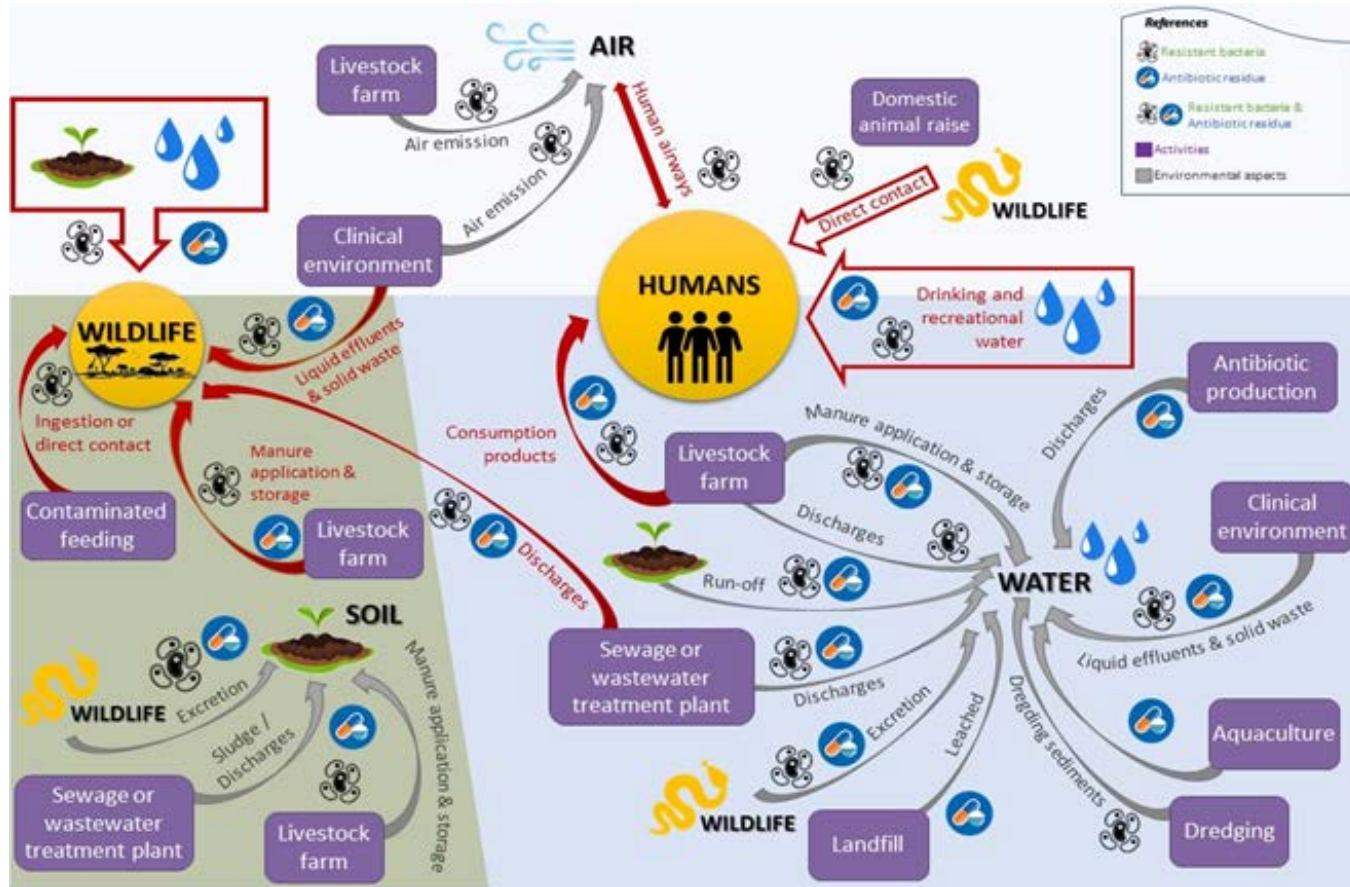 References
Resistant bacteria
Antibiotic residue
Resistant bacteria &
Antibiotic residue
Activities
Environmental aspects
AIR
Livestock
farm
Air emission
Air emission
Human airways
Domestic
animal raise
Direct contact
WILDLIFE
Clinical
environment
HUMANS
Drinking and
recreational
water
WILDLIFE
Liquid effluents
& solid waste
Ingestion or
direct contact
Manure
application &
storage
Contaminated
feeding
Livestock
farm
Discharges
Consumption
products
Livestock
farm
Manure application & storage
Discharges
Run-off
Antibiotic
production
Discharges
Clinical
environment
WATER
Liquid effluents & solid waste
SOIL
WILDLIFE
Excretion
Sludge /
Discharges
Manure application & storage
Sewage or
wastewater
treatment plant
Livestock
farm
Sewage or
wastewater
treatment plant
Discharges
Excretion
Leached
Dregding sediments
Aquaculture
WILDLIFE
Landfill
Dredging